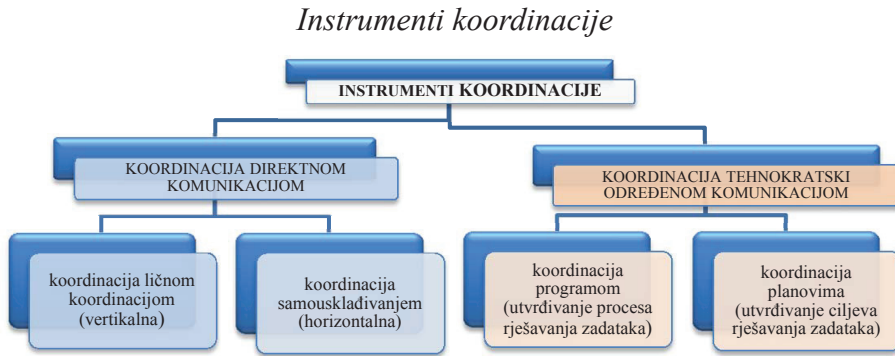 Instrumenti koordinacije
INSTRUMENTI KOORDINACIJE
KOORDINACIJA DIREKTNOM
KOMUNIKACIJOM
KOORDINACIJA TEHNOKRATSKI
ODREĐENOM KOMUNIKACIJOM
koordinacija ličnom
koordinacijom
(vertikalna)
koordinacija
samousklađivanjem
(horizontalna)
koordinacija
programom
(utvrđivanje procesa
rješavanja zadataka)
koordinacija
planovima
(utvrđivanje ciljeva
rješavanja zadataka)